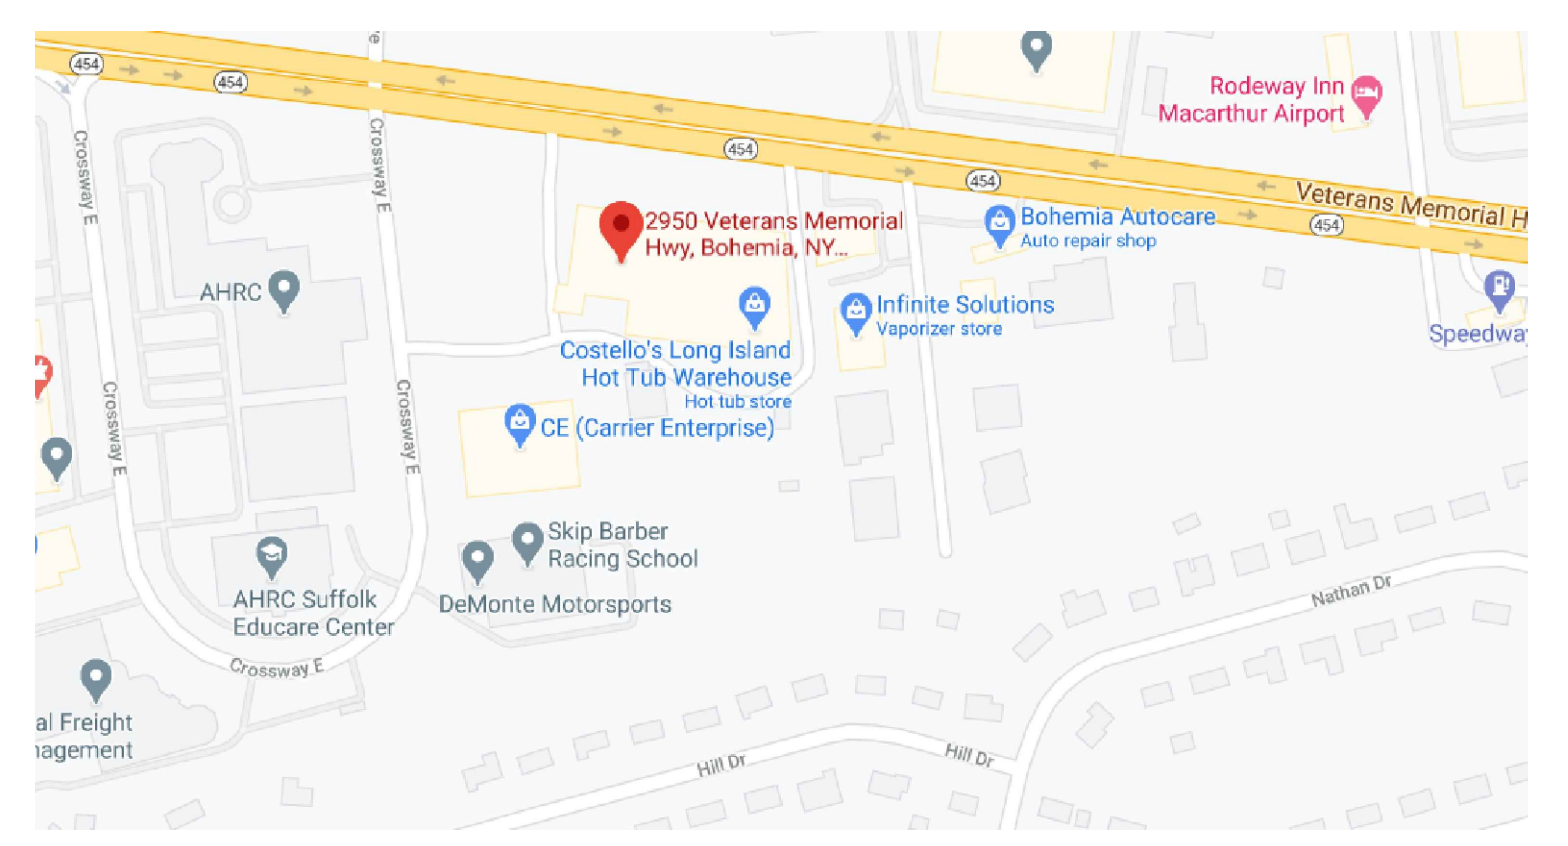 ve
454
454
454
454
454
Rodeway Inn
Macarthur Airport
Veterans Memorial H
Crossway E
Crossway E
2950 Veterans Memorial
Hwy, Bohemia, NY...
Bohemia Autocare
Auto repair shop
AHRC
Infinite Solutions
Vaporizer store
Speedway
Costello's Long Island
Hot Tub Warehouse
Hot tub store
Crossway E
Crossway E
CE (Carrier Enterprise)
Skip Barber
Racing School
DeMonte Motorsports
AHRC Suffolk
Educare Center
Crossway E
Nathan Dr
al Freight
nagement
Hill Dr
Hill Dr